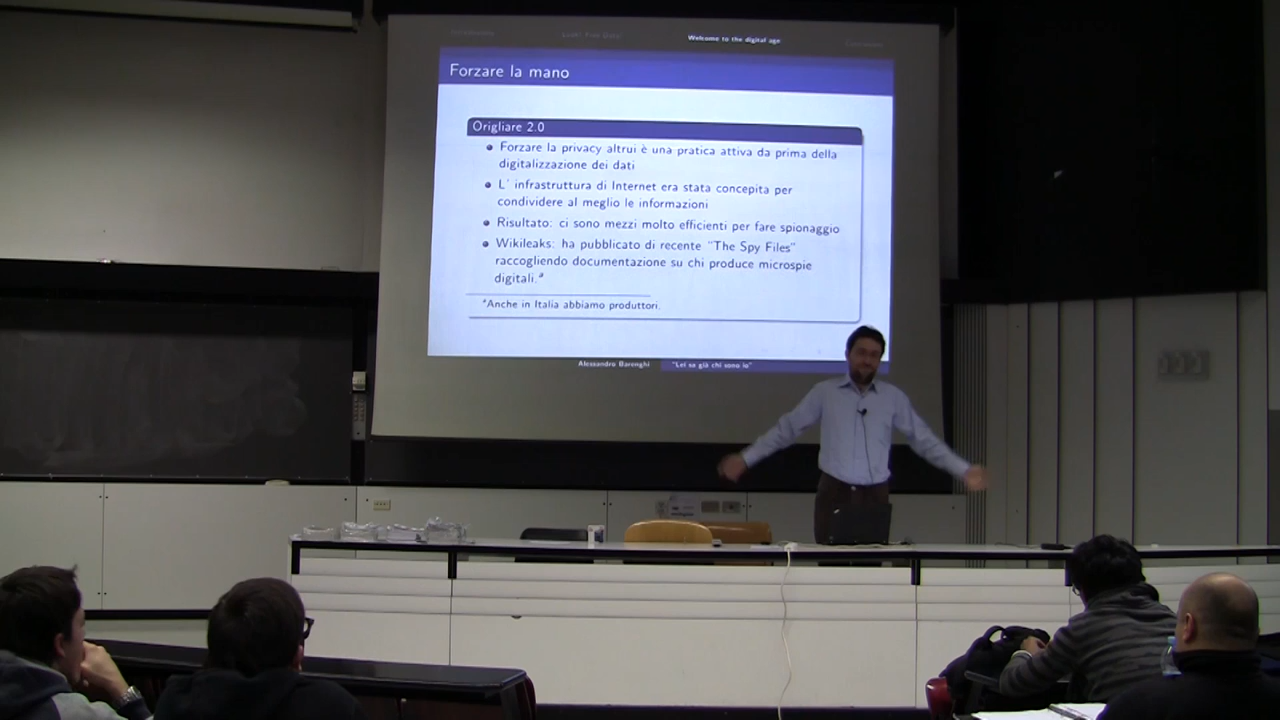 Welcome to the digital age
Forzare la mano
Origliare 2.0
Forzare la privacy altrui è una pratica attiva da prima della
digitalizzazione dei dati
L' infrastruttura di Internet era stata concepita per
condividere al meglio le informazioni
Risultato: ci sono mezzi molto efficienti per fare spionaggio
Wikileaks: ha pubblicato di recente "The Spy Files"
raccogliendo documentazione su chi produce microspie
digitali.a
aAnche in Italia abbiamo produttori.
Alessandro Barenghi "Lei sa già chi sono io"